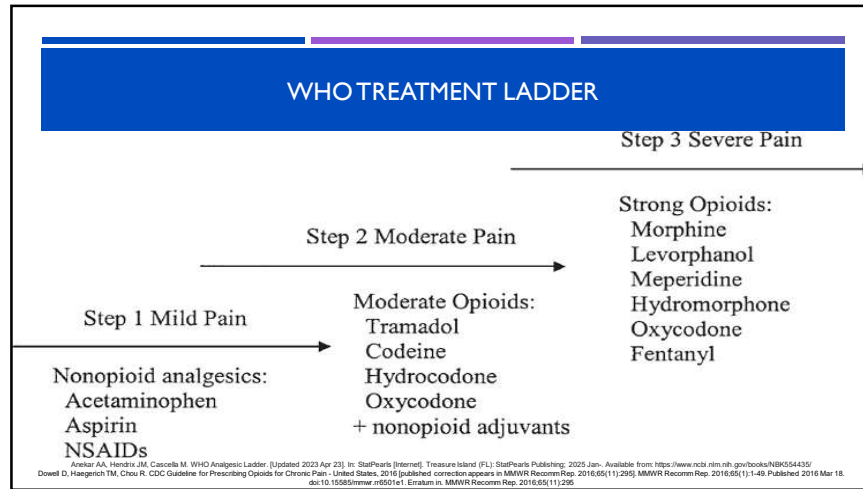 WHO TREATMENT LADDER
Step 3 Severe Pain
Strong Opioids:
Morphine
Levorphanol
Meperidine
Hydromorphone
Oxycodone
Fentanyl
Step 2 Moderate Pain
Moderate Opioids:
Tramadol
Codeine
Hydrocodone
Oxycodone
+ nonopioid adjuvants
Step 1 Mild Pain
Nonopioid analgesics:
Acetaminophen
Aspirin
NSAIDs
Anekar AA, Hendrix JM, Cascella M. WHO Analgesic Ladder. [Updated 2023 Apr 23]. In: StatPearls [Internet]. Treasure Island (FL): StatPearls Publishing; 2025 Jan-. Available from: https://www.ncbi.nlm.nih.gov/books/NBK554435/
Dowell D, Haegerich TM, Chou R. CDC Guideline for Prescribing Opioids for Chronic Pain - United States, 2016 [published correction appears in MMWR Recomm Rep. 2016;65(11):295]. MMWR Recomm Rep. 2016;65(1):1-49. Published 2016 Mar 18.
doi:10.15585/mmwr.rr6501e1. Erratum in. MMWR Recomm Rep. 2016;65(11):295